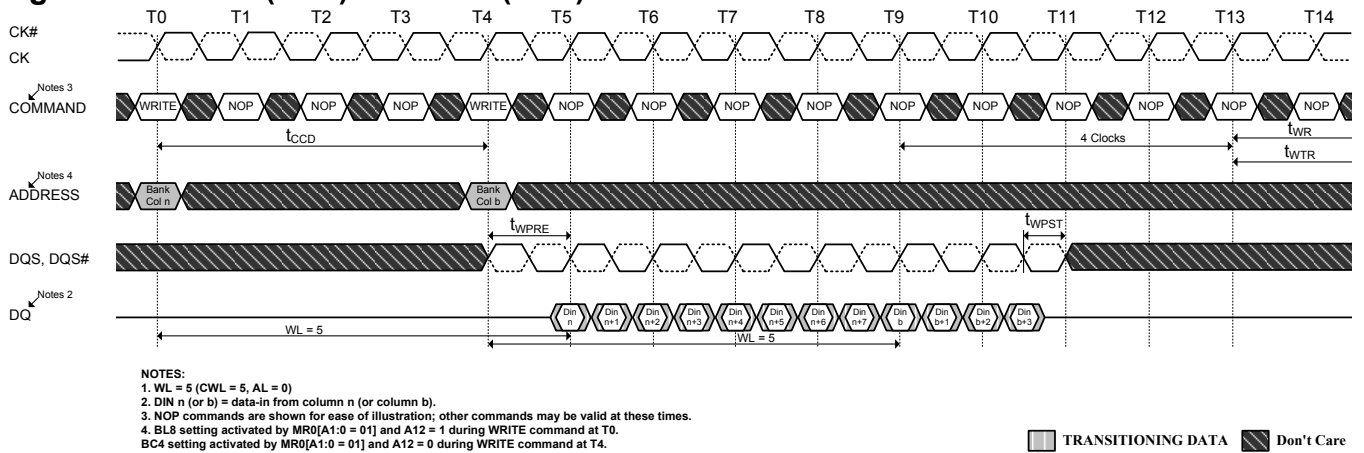 T0 T1 T2 T3 T4 T5 T6 T7 T8 T9 T10 T11 T12 T13 T14
CK#
CK
Notes 3
COMMAND
WRITE NOP NOP NOP WRITE NOP NOP NOP NOP NOP NOP NOP NOP NOP NOP
tCCD
4 Clocks
tWR
tWTR
Notes 4
ADDRESS
Bank Col n
Bank Col b
tWPRE
tWPST
DQS, DQS#
Notes 2
DQ
Din n Din n+1 Din n+2 Din n+3 Din n+4 Din n+5 Din n+6 Din n+7 Din b Din b+1 Din b+2 Din b+3
WL = 5
WL = 5
NOTES:
1. WL = 5 (CWL = 5, AL = 0)
2. DIN n (or b) = data-in from column n (or column b).
3. NOP commands are shown for ease of illustration; other commands may be valid at these times.
4. BL8 setting activated by MR0[A1:0 = 01] and A12 = 1 during WRITE command at T0.
BC4 setting activated by MR0[A1:0 = 01] and A12 = 0 during WRITE command at T4.
TRANSITIONING DATA
Don't Care